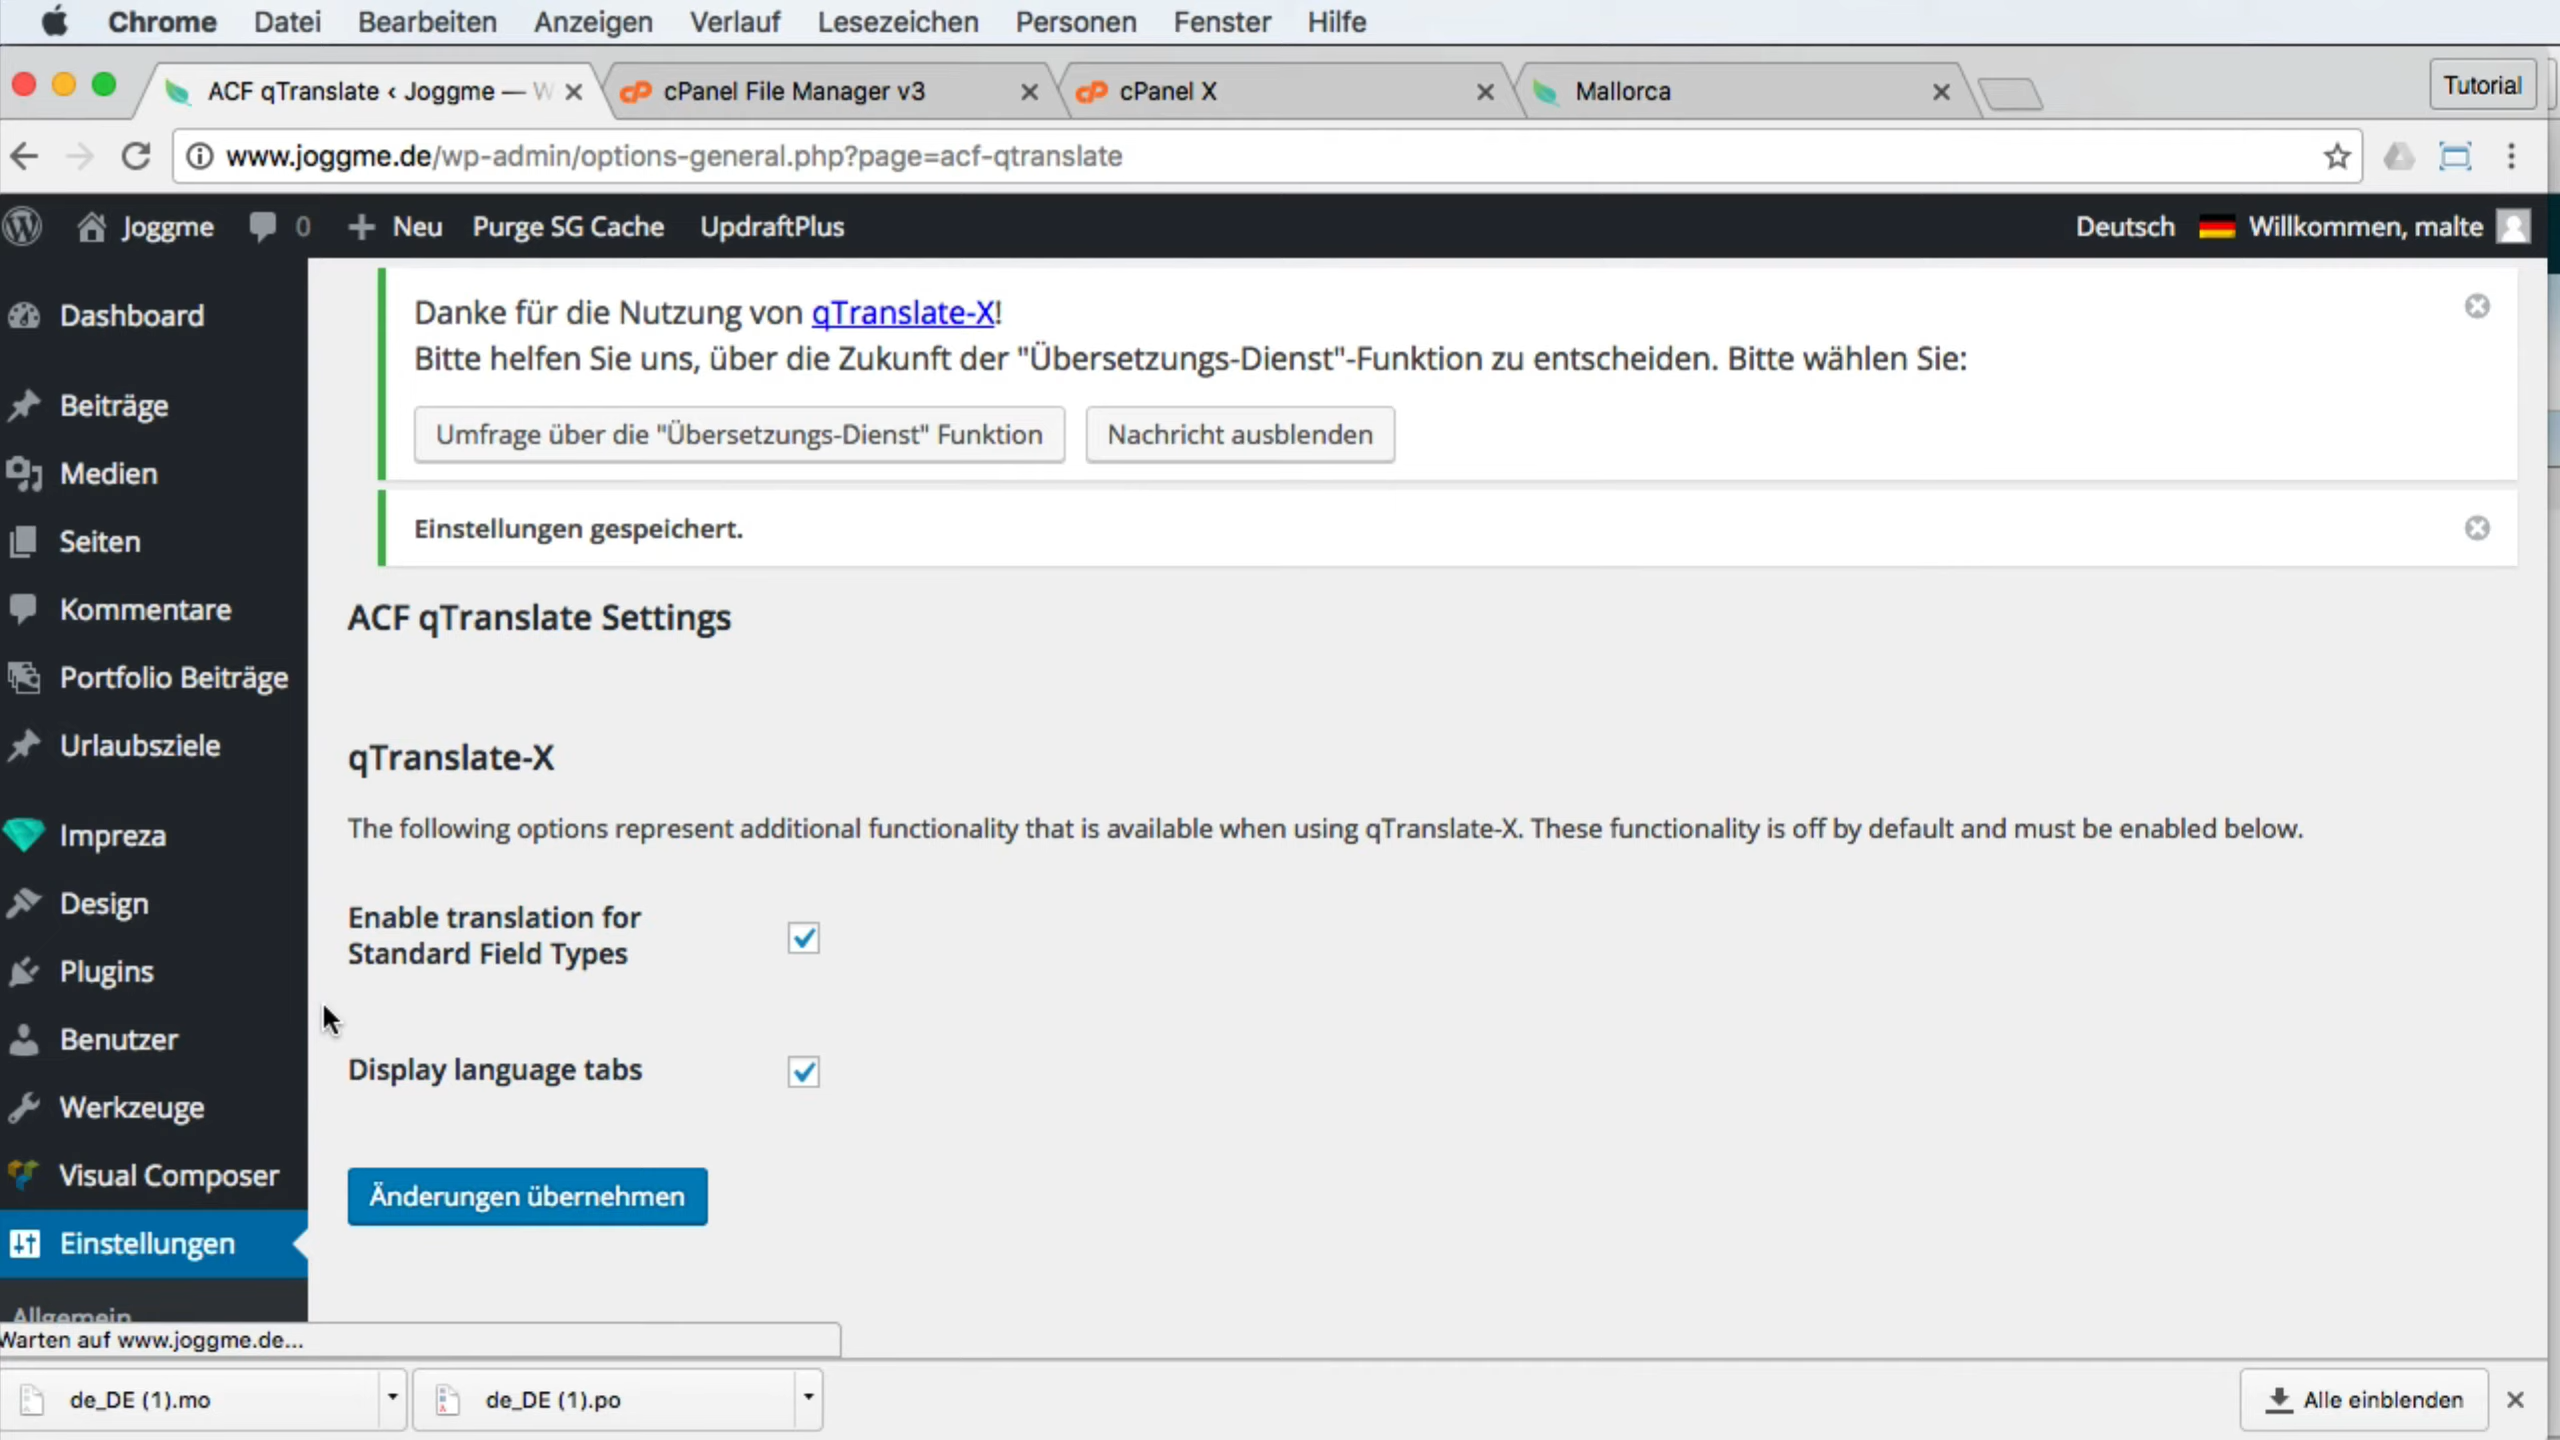 Chrome Datei Bearbeiten Anzeigen Verlauf Lesezeichen Personen Fenster Hilfe
ACF qTranslate ‹ Joggme — W
cPanel File Manager v3
cPanel X
Mallorca
Tutorial
www.joggme.de/wp-admin/options-general.php?page=acf-qtranslate
Joggme 0 Neu Purge SG Cache UpdraftPlus
Deutsch Willkommen, malte
Dashboard
Beiträge
Medien
Seiten
Kommentare
Portfolio Beiträge
Urlaubsziele
Impreza
Design
Plugins
Benutzer
Werkzeuge
Visual Composer
Einstellungen
Allgemein
Danke für die Nutzung von qTranslate-X!
Bitte helfen Sie uns, über die Zukunft der "Übersetzungs-Dienst"-Funktion zu entscheiden. Bitte wählen Sie:
Umfrage über die "Übersetzungs-Dienst" Funktion
Nachricht ausblenden
Einstellungen gespeichert.
ACF qTranslate Settings
qTranslate-X
The following options represent additional functionality that is available when using qTranslate-X. These functionality is off by default and must be enabled below.
Enable translation for
Standard Field Types
Display language tabs
Änderungen übernehmen
Warten auf www.joggme.de...
de_DE (1).mo
de_DE (1).po
Alle einblenden